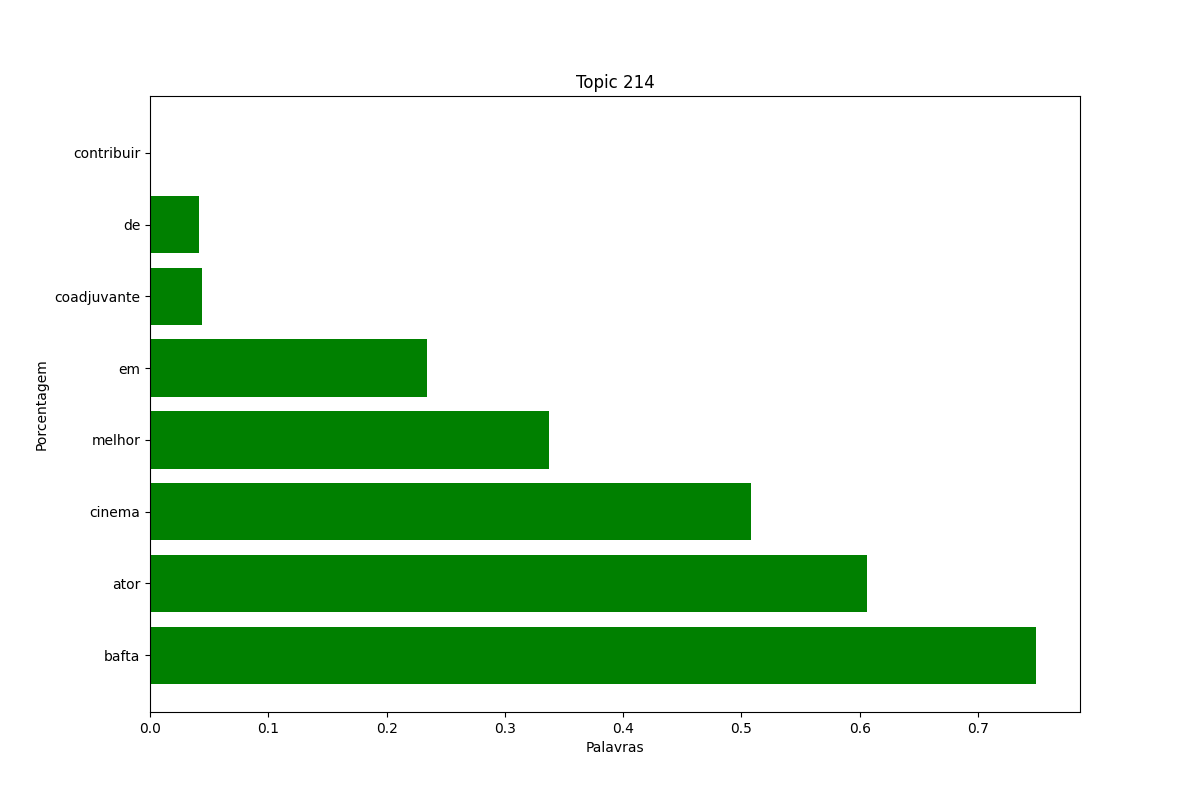 Topic 214
contribuir
de
coadjuvante
em
melhor
cinema
ator
bafta
Porcentagem
0.0 0.1 0.2 0.3 0.4 0.5 0.6 0.7
Palavras